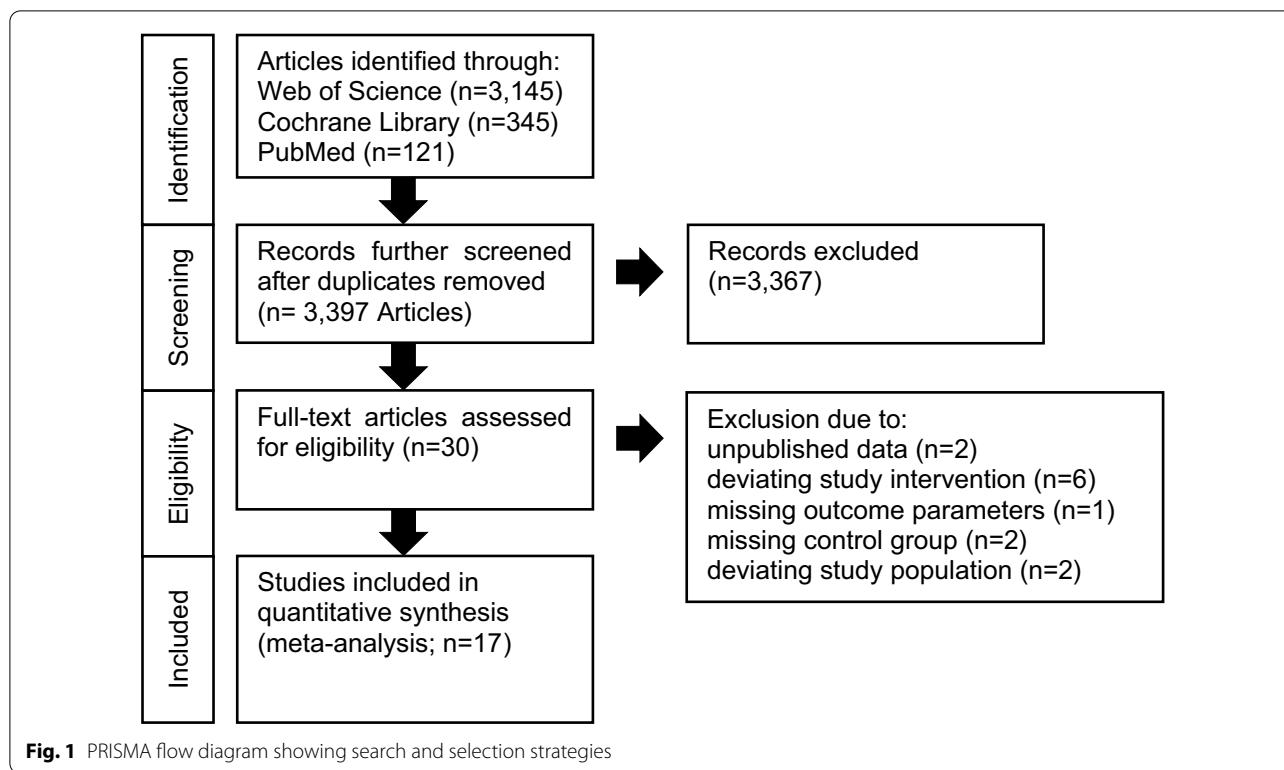 Identification
Articles identified through:
Web of Science (n=3,145)
Cochrane Library (n=345)
PubMed (n=121)
Screening
Records further screened
after duplicates removed
(n= 3,397 Articles)
Records excluded
(n=3,367)
Eligibility
Full-text articles assessed
for eligibility (n=30)
Exclusion due to:
unpublished data (n=2)
deviating study intervention (n=6)
missing outcome parameters (n=1)
missing control group (n=2)
deviating study population (n=2)
Included
Studies included in
quantitative synthesis
(meta-analysis; n=17)
Fig. 1 PRISMA flow diagram showing search and selection strategies